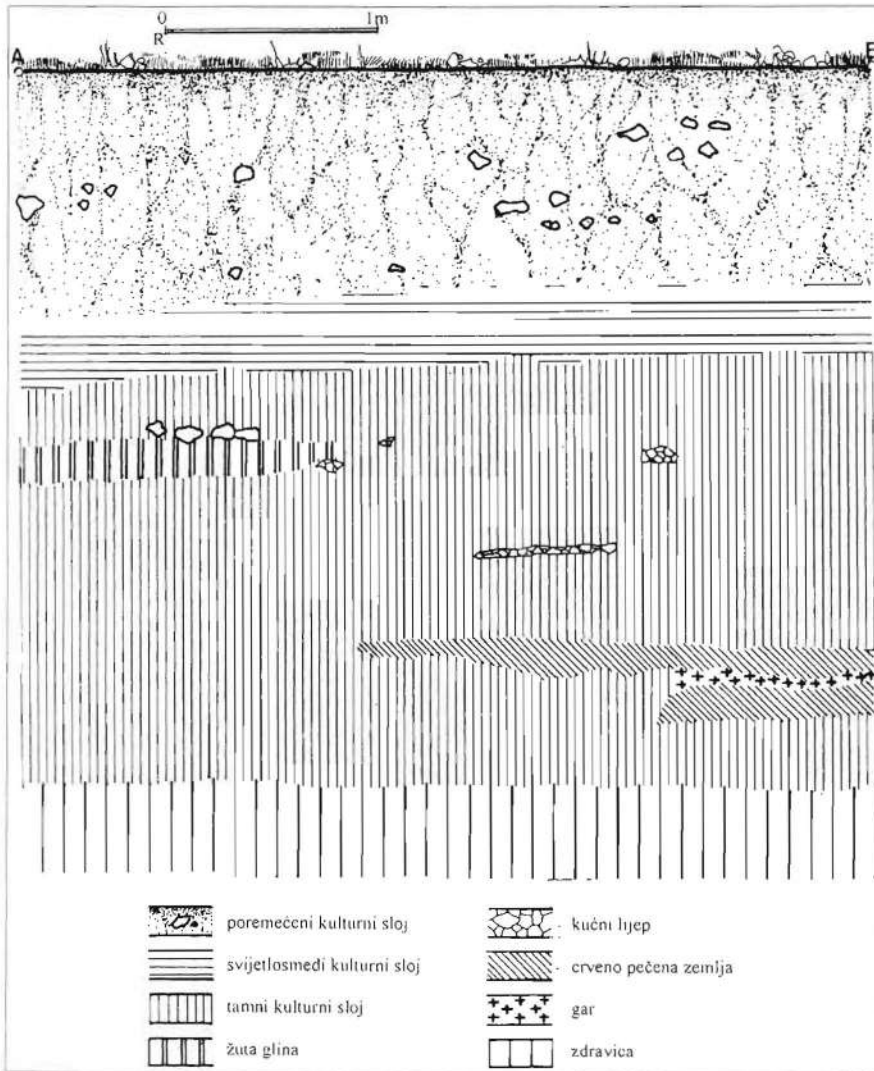 0 1m
R
A
poremećeni kulturni sloj
svijetlosmeđi kulturni sloj
tamni kulturni sloj
žuta glina
kućni lijep
crveno pečena zemlja
gar
zdravica